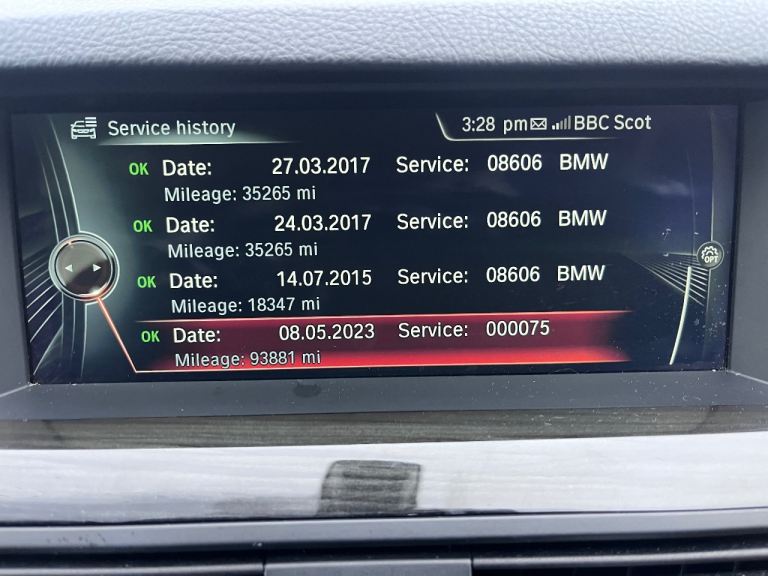 Service history
3:28 pm BBC Scot
OK Date: 27.03.2017 Service: 08606 BMW
Mileage: 35265 mi
OK Date: 24.03.2017 Service: 08606 BMW
Mileage: 35265 mi
OK Date: 14.07.2015 Service: 08606 BMW
Mileage: 18347 mi
OK Date: 08.05.2023 Service: 000075
Mileage: 93881 mi
OPT